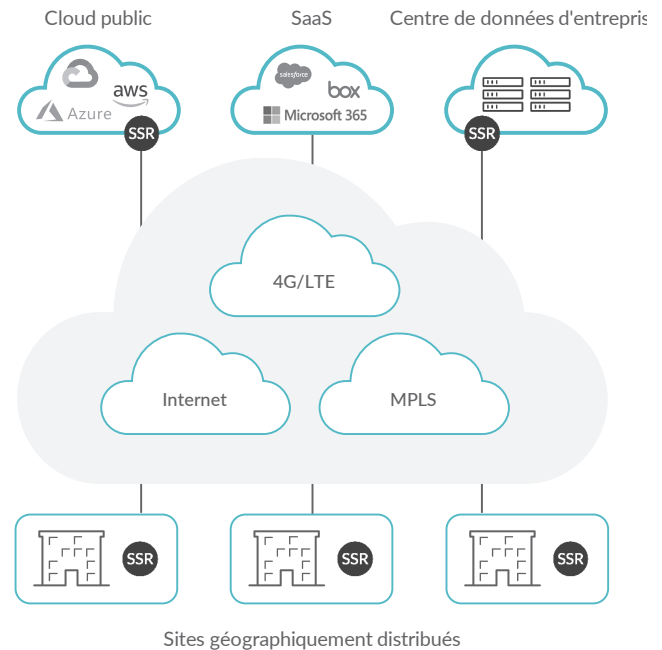 Cloud public
SaaS
Centre de données d'entrepris
aws
Azure
salesforce
box
Microsoft 365
SSR
SSR
4G/LTE
Internet
MPLS
SSR
SSR
SSR
Sites géographiquement distribués